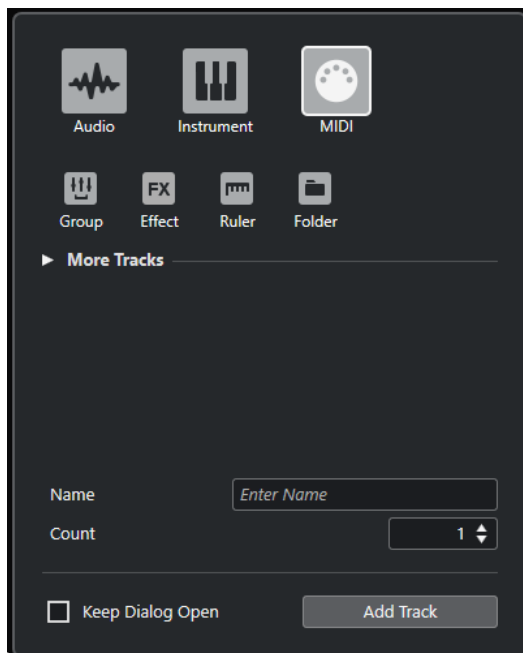 Audio Instrument MIDI
FX
Group Effect Ruler Folder
More Tracks
Name Enter Name
Count 1
Keep Dialog Open Add Track